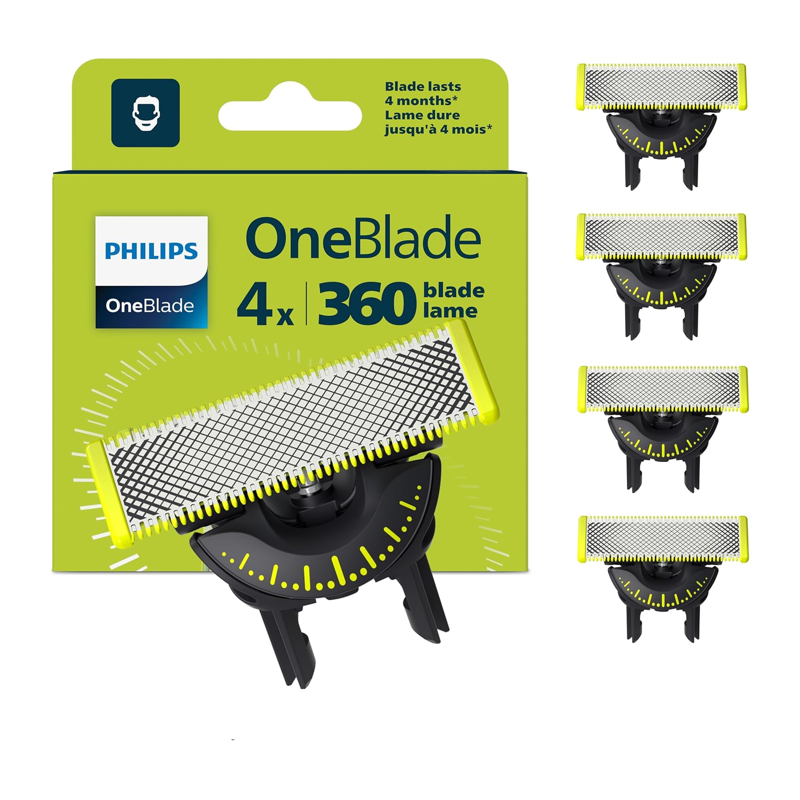 Blade lasts
4 months*
Lame dure
jusqu'à 4 mois*
PHILIPS
OneBlade
OneBlade
4x | 360 blade
lame